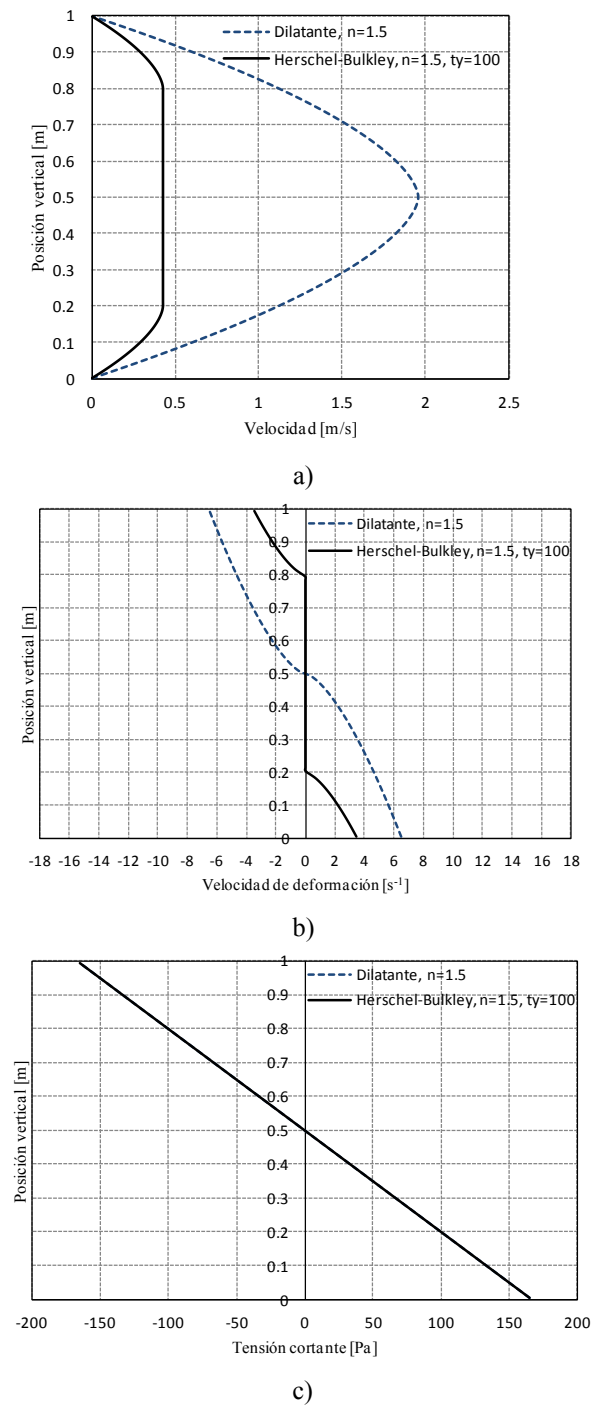 1
0.9
0.8
0.7
0.6
0.5
0.4
0.3
0.2
0.1
0
Posición vertical [m]
Dilatante, n=1.5
Herschel-Bulkley, n=1.5, ty=100
0 0.5 1 1.5 2 2.5
Velocidad [m/s]
a)
1
0.9
0.8
0.7
0.6
0.5
0.4
0.3
0.2
0.1
0
Posición vertical [m]
Dilatante, n=1.5
Herschel-Bulkley, n=1.5, ty=100
-18 -16 -14 -12 -10 -8 -6 -4 -2 0 2 4 6 8 10 12 14 16 18
Velocidad de deformación [s-1]
b)
1
0.9
0.8
0.7
0.6
0.5
0.4
0.3
0.2
0.1
0
Posición vertical [m]
Dilatante, n=1.5
Herschel-Bulkley, n=1.5, ty=100
-200 -150 -100 -50 0 50 100 150 200
Tensión cortante [Pa]
c)